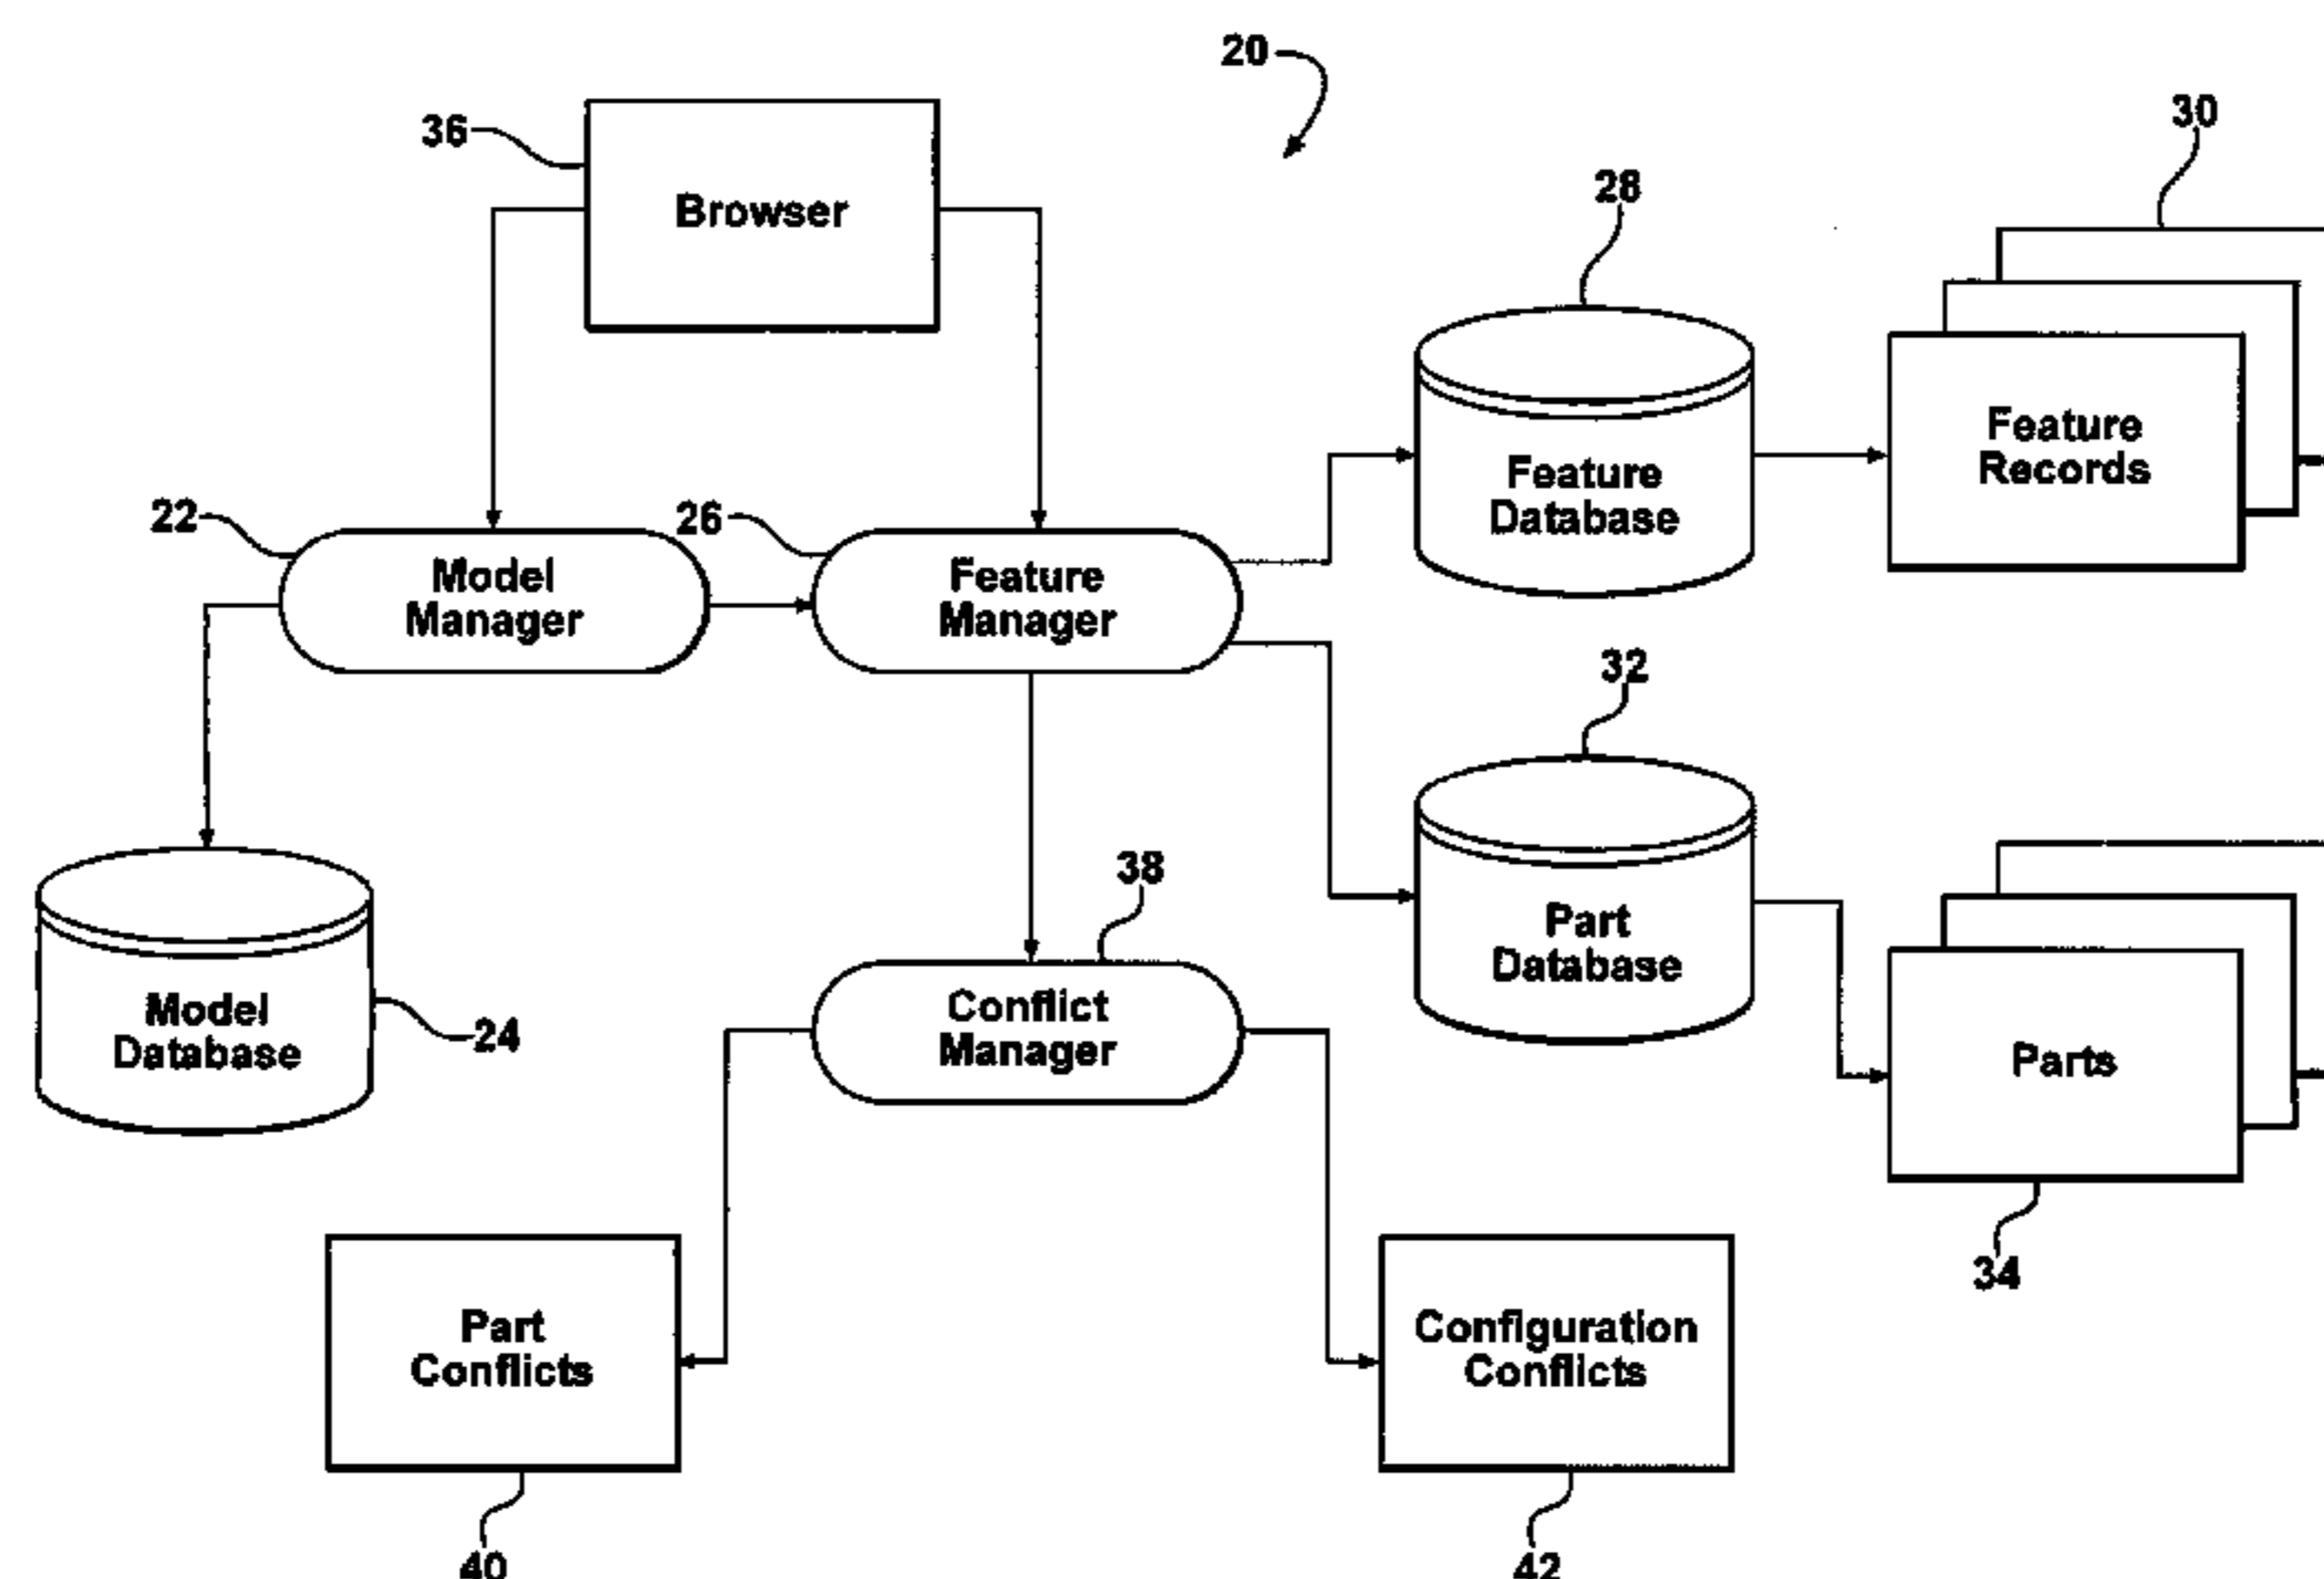 20
36
Browser
30
28
Feature
Records
Feature
Database
22
Model
Manager
26
Feature
Manager
32
Part
Database
38
Conflict
Manager
Model
Database
24
Parts
34
Part
Conflicts
Configuration
Conflicts
40
42